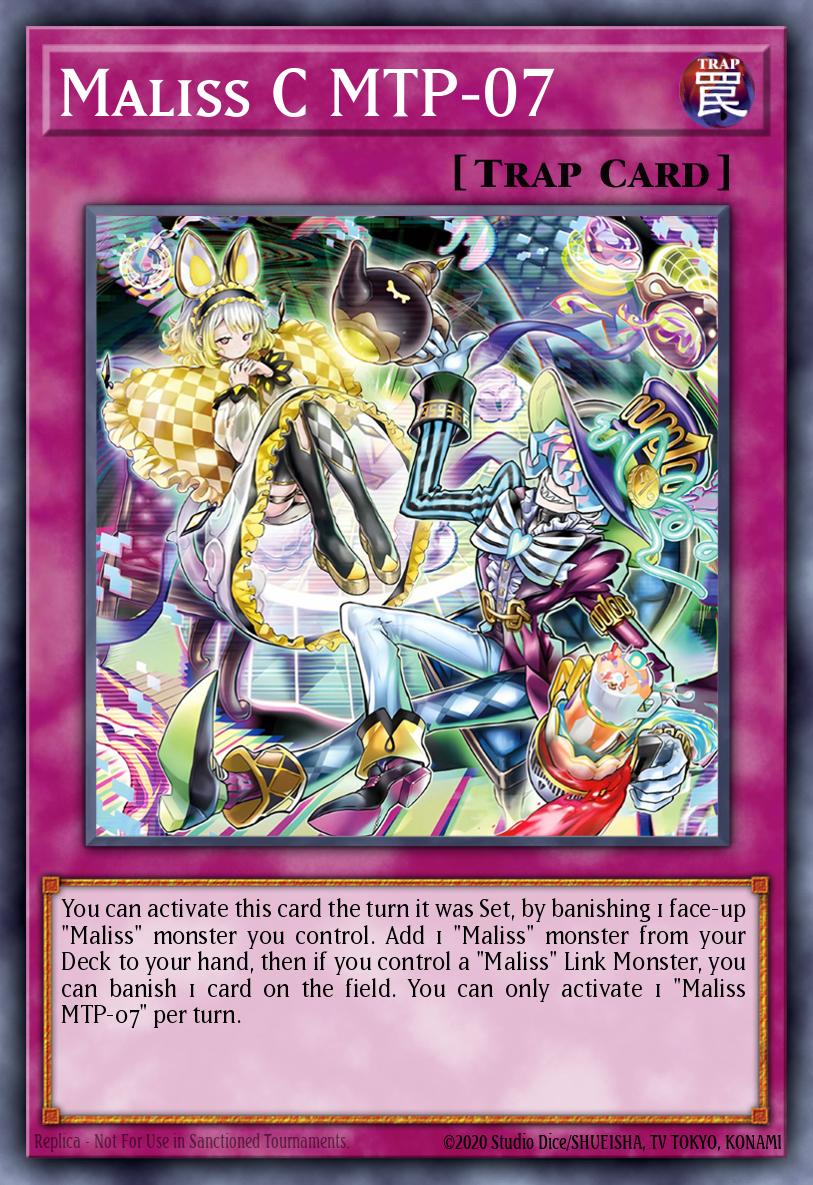 Maliss C MTP-07
TRAP
罠
[Trap Card]
You can activate this card the turn it was Set, by banishing 1 face-up
"Maliss" monster you control. Add 1 "Maliss" monster from your
Deck to your hand, then if you control a "Maliss" Link Monster, you
can banish 1 card on the field. You can only activate 1 "Maliss
MTP-07" per turn.
Replica - Not For Use in Sanctioned Tournaments.
©2020 Studio Dice/SHUEISHA, TV TOKYO, KONAMI